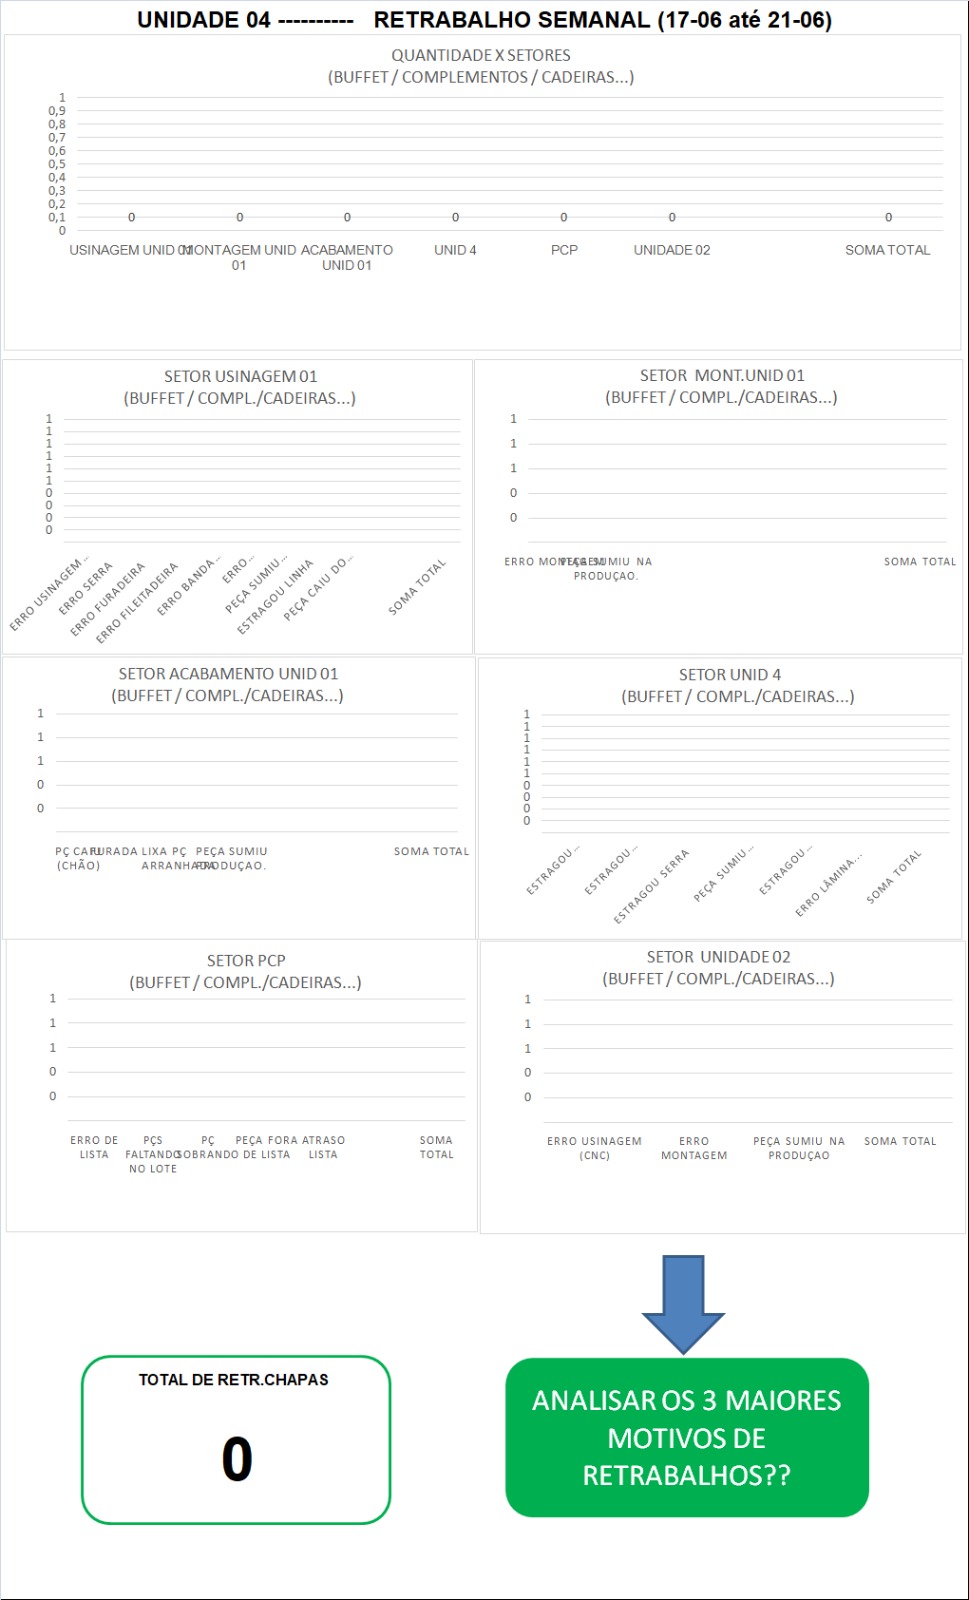 UNIDADE 04 ---------- RETRABALHO SEMANAL (17-06 até 21-06)
QUANTIDADE X SETORES
(BUFFET / COMPLEMENTOS / CADEIRAS...)
1
0,9
0,8
0,7
0,6
0,5
0,4
0,3
0,2
0,1
0
0 0 0 0 0 0 0
USINAGEM UNID 01 MONTAGEM UNID ACABAMENTO UNID 4 PCP UNIDADE 02 SOMA TOTAL
01 UNID 01
SETOR USINAGEM 01
(BUFFET / COMPL./CADEIRAS...)
1
1
1
1
1
1
0
0
0
0
ERRO USINAGEM...
ERRO SERRA
ERRO FURADEIRA
ERRO FILEITADEIRA
ERRO BANDA...
ERRO...
PEÇA SUMIU...
ESTRAGOU LINHA
PEÇA CAIU DO...
SOMA TOTAL
SETOR MONT.UNID 01
(BUFFET / COMPL./CADEIRAS...)
1
1
1
0
0
ERRO MONTAGEM PEÇA SUMIU NA SOMA TOTAL
PRODUÇAO.
SETOR ACABAMENTO UNID 01
(BUFFET / COMPL./CADEIRAS...)
1
1
1
0
0
PÇ CAIU FURADA LIXA PÇ PEÇA SUMIU SOMA TOTAL
(CHÃO) ARRANHADA PRODUÇAO.
SETOR UNID 4
(BUFFET / COMPL./CADEIRAS...)
1
1
1
1
1
1
0
0
0
0
ESTRAGOU...
ESTRAGOU...
ESTRAGOU SERRA
PEÇA SUMIU...
ESTRAGOU...
ERRO LÂMINA...
SOMA TOTAL
SETOR PCP
(BUFFET / COMPL./CADEIRAS...)
1
1
1
0
0
ERRO DE PÇS PÇ PEÇA FORA ATRASO SOMA
LISTA FALTANDO SOBRANDO DE LISTA LISTA TOTAL
NO LOTE
SETOR UNIDADE 02
(BUFFET / COMPL./CADEIRAS...)
1
1
1
0
0
ERRO USINAGEM ERRO PEÇA SUMIU NA SOMA TOTAL
(CNC) MONTAGEM PRODUÇAO
TOTAL DE RETR.CHAPAS
0
ANALISAR OS 3 MAIORES
MOTIVOS DE
RETRABALHOS??